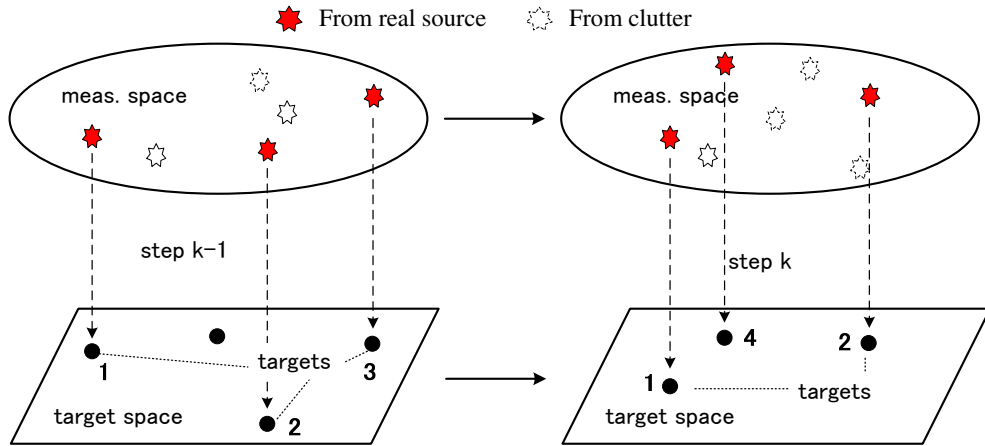 From real source
From clutter
meas. space
meas. space
step k-1
step k
targets
1
2
3
target space
4
2
1
targets
target space